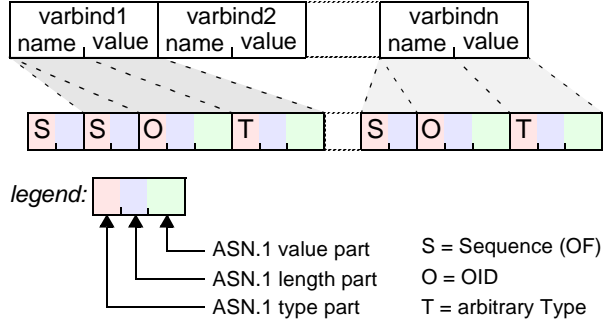 varbind1 varbind2 varbindn
name value name value name value
S S O T S O T
legend:
ASN.1 value part
ASN.1 length part
ASN.1 type part
S = Sequence (OF)
O = OID
T = arbitrary Type